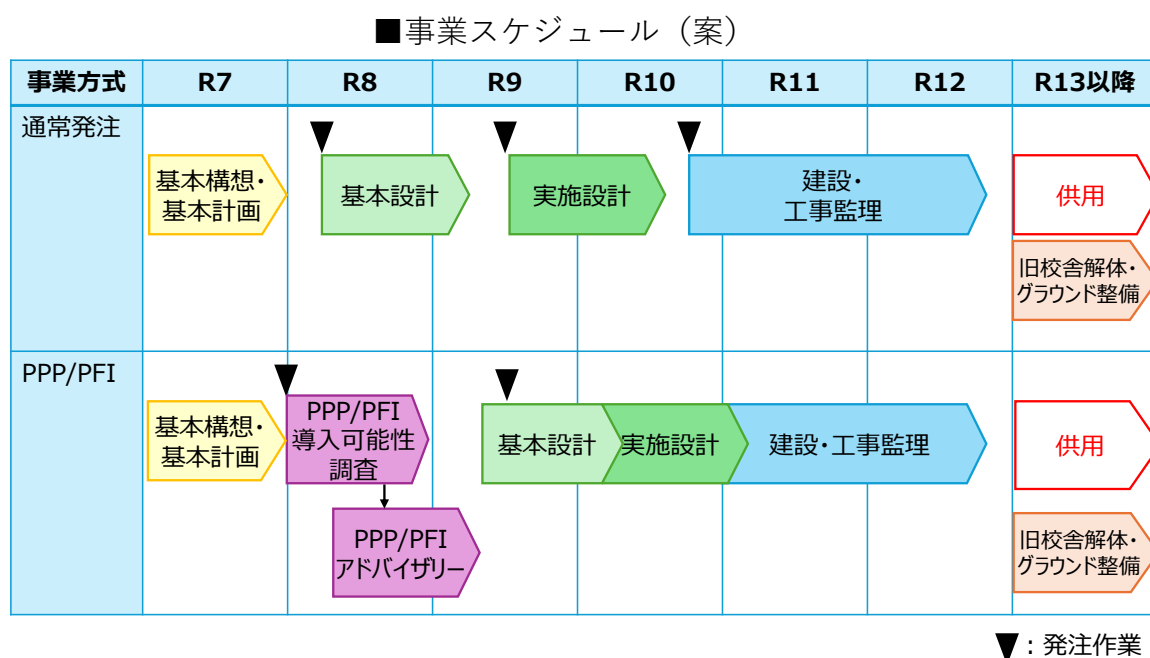 ■事業スケジュール（案）
事業方式 R7 R8 R9 R10 R11 R12 R13以降
通常発注
基本構想・
基本計画
基本設計
実施設計
建設・
工事監理
供用
旧校舎解体・
グラウンド整備
PPP/PFI
基本構想・
基本計画
PPP/PFI
導入可能性
調査
PPP/PFI
アドバイザリー
基本設計
実施設計
建設・工事監理
供用
旧校舎解体・
グラウンド整備
▼：発注作業